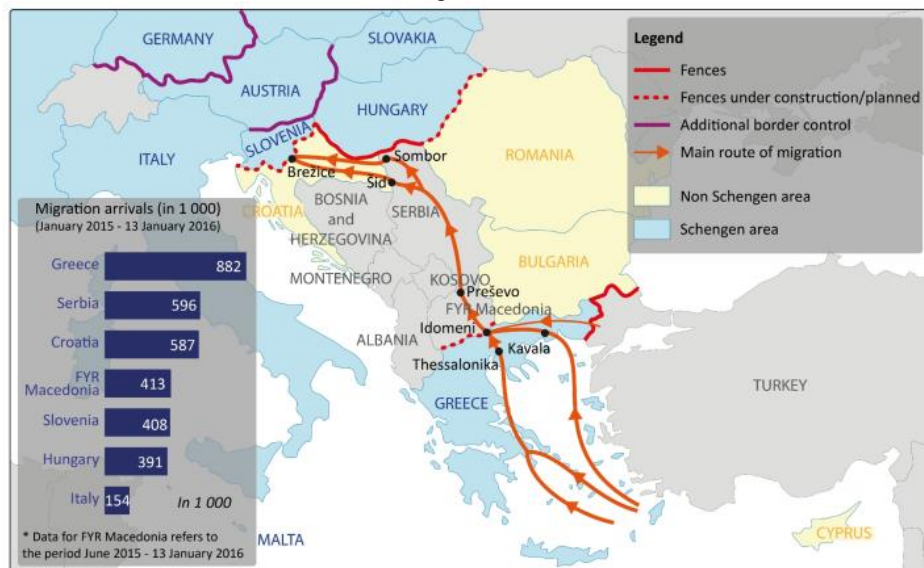 GERMANY
SLOVAKIA
AUSTRIA
HUNGARY
SLOVENIA
ITALY
Sombor
Brežice
Šid
ROMANIA
CROATIA
BOSNIA
and
HERZEGOVINA
SERBIA
MONTENEGRO
KOSOVO
BULGARIA
Preševo
FYR Macedonia
Idomeni
ALBANIA
Kavala
Thessalonika
GREECE
TURKEY
MALTA
CYPRUS
Legend
Fences
Fences under construction/planned
Additional border control
Main route of migration
Non Schengen area
Schengen area
Migration arrivals (in 1 000)
(January 2015 - 13 January 2016)
Greece 882
Serbia 596
Croatia 587
FYR
Macedonia 413
Slovenia 408
Hungary 391
Italy 154
In 1 000
* Data for FYR Macedonia refers to
the period June 2015 - 13 January 2016